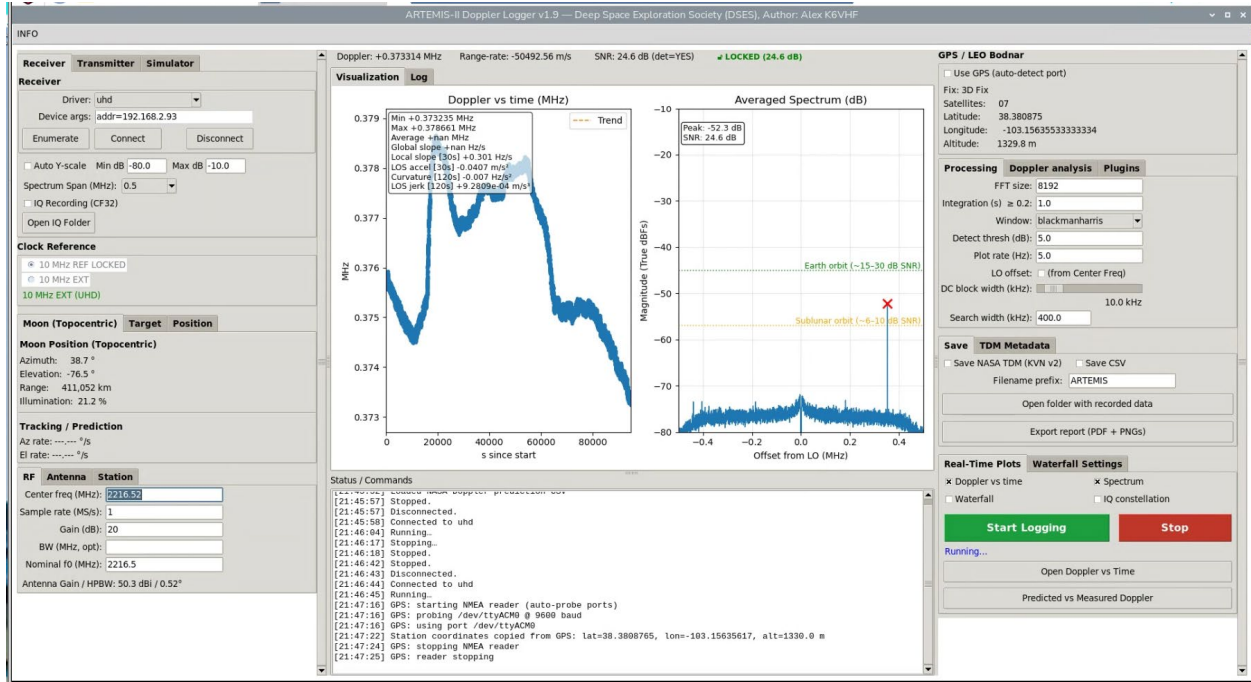 ARTEMIS-II Doppler Logger v1.9 — Deep Space Exploration Society (DSES), Author: Alex K6VHF
INFO
Receiver Transmitter Simulator
Receiver
Driver: uhd
Device args: addr=192.168.2.93
Enumerate Connect Disconnect
Auto Y-scale Min dB -80.0 Max dB -10.0
Spectrum Span (MHz): 0.5
IQ Recording (CF32)
Open IQ Folder
Clock Reference
10 MHz REF LOCKED
10 MHz EXT
10 MHz EXT (UHD)
Moon (Topocentric) Target Position
Moon Position (Topocentric)
Azimuth: 38.7 °
Elevation: -76.5 °
Range: 411,052 km
Illumination: 21.2 %
Tracking / Prediction
Az rate: ---.--- °/s
El rate: ---.--- °/s
RF Antenna Station
Center freq (MHz): 2216.52
Sample rate (MS/s): 1
Gain (dB): 20
BW (MHz, opt):
Nominal f0 (MHz): 2216.5
Antenna Gain / HPBW: 50.3 dBi / 0.52°
Doppler: +0.373314 MHz Range-rate: -50492.56 m/s SNR: 24.6 dB (det=YES) LOCKED (24.6 dB)
Visualization Log
Doppler vs time (MHz)
Min +0.373235 MHz
Max +0.378661 MHz
Average +nan MHz
Global slope +nan Hz/s
Local slope [30s] +0.301 Hz/s
LOS accel [30s] -0.0407 m/s²
Curvature [120s] -0.007 Hz/s²
LOS jerk [120s] +9.2809e-04 m/s³
Trend
MHz
0.379
0.378
0.377
0.376
0.375
0.374
0.373
0 20000 40000 60000 80000
s since start
Averaged Spectrum (dB)
Peak: -52.3 dB
SNR: 24.6 dB
Magnitude (True dBFs)
−10
−20
−30
−40
−50
−60
−70
−80
Earth orbit (~15–30 dB SNR)
Sublunar orbit (~6–10 dB SNR)
−0.4 −0.2 0.0 0.2 0.4
Offset from LO (MHz)
Status / Commands
[21:45:52] Loaded NASA Doppler prediction CSV
[21:45:57] Stopped.
[21:45:57] Disconnected.
[21:45:58] Connected to uhd
[21:46:04] Running…
[21:46:17] Stopping…
[21:46:18] Stopped.
[21:46:42] Stopped.
[21:46:43] Disconnected.
[21:46:44] Connected to uhd
[21:46:45] Running…
[21:47:16] GPS: starting NMEA reader (auto-probe ports)
[21:47:16] GPS: probing /dev/ttyACM0 @ 9600 baud
[21:47:16] GPS: using port /dev/ttyACM0
[21:47:22] Station coordinates copied from GPS: lat=38.3808765, lon=-103.15635617, alt=1330.0 m
[21:47:24] GPS: stopping NMEA reader
[21:47:25] GPS: reader stopping
GPS / LEO Bodnar
Use GPS (auto-detect port)
Fix: 3D Fix
Satellites: 07
Latitude: 38.380875
Longitude: -103.15635533333334
Altitude: 1329.8 m
Processing Doppler analysis Plugins
FFT size: 8192
Integration (s) ≥ 0.2: 1.0
Window: blackmanharris
Detect thresh (dB): 5.0
Plot rate (Hz): 5.0
LO offset: (from Center Freq)
DC block width (kHz):
10.0 kHz
Search width (kHz): 400.0
Save TDM Metadata
Save NASA TDM (KVN v2) Save CSV
Filename prefix: ARTEMIS
Open folder with recorded data
Export report (PDF + PNGs)
Real-Time Plots Waterfall Settings
Doppler vs time Spectrum
Waterfall IQ constellation
Start Logging Stop
Running...
Open Doppler vs Time
Predicted vs Measured Doppler